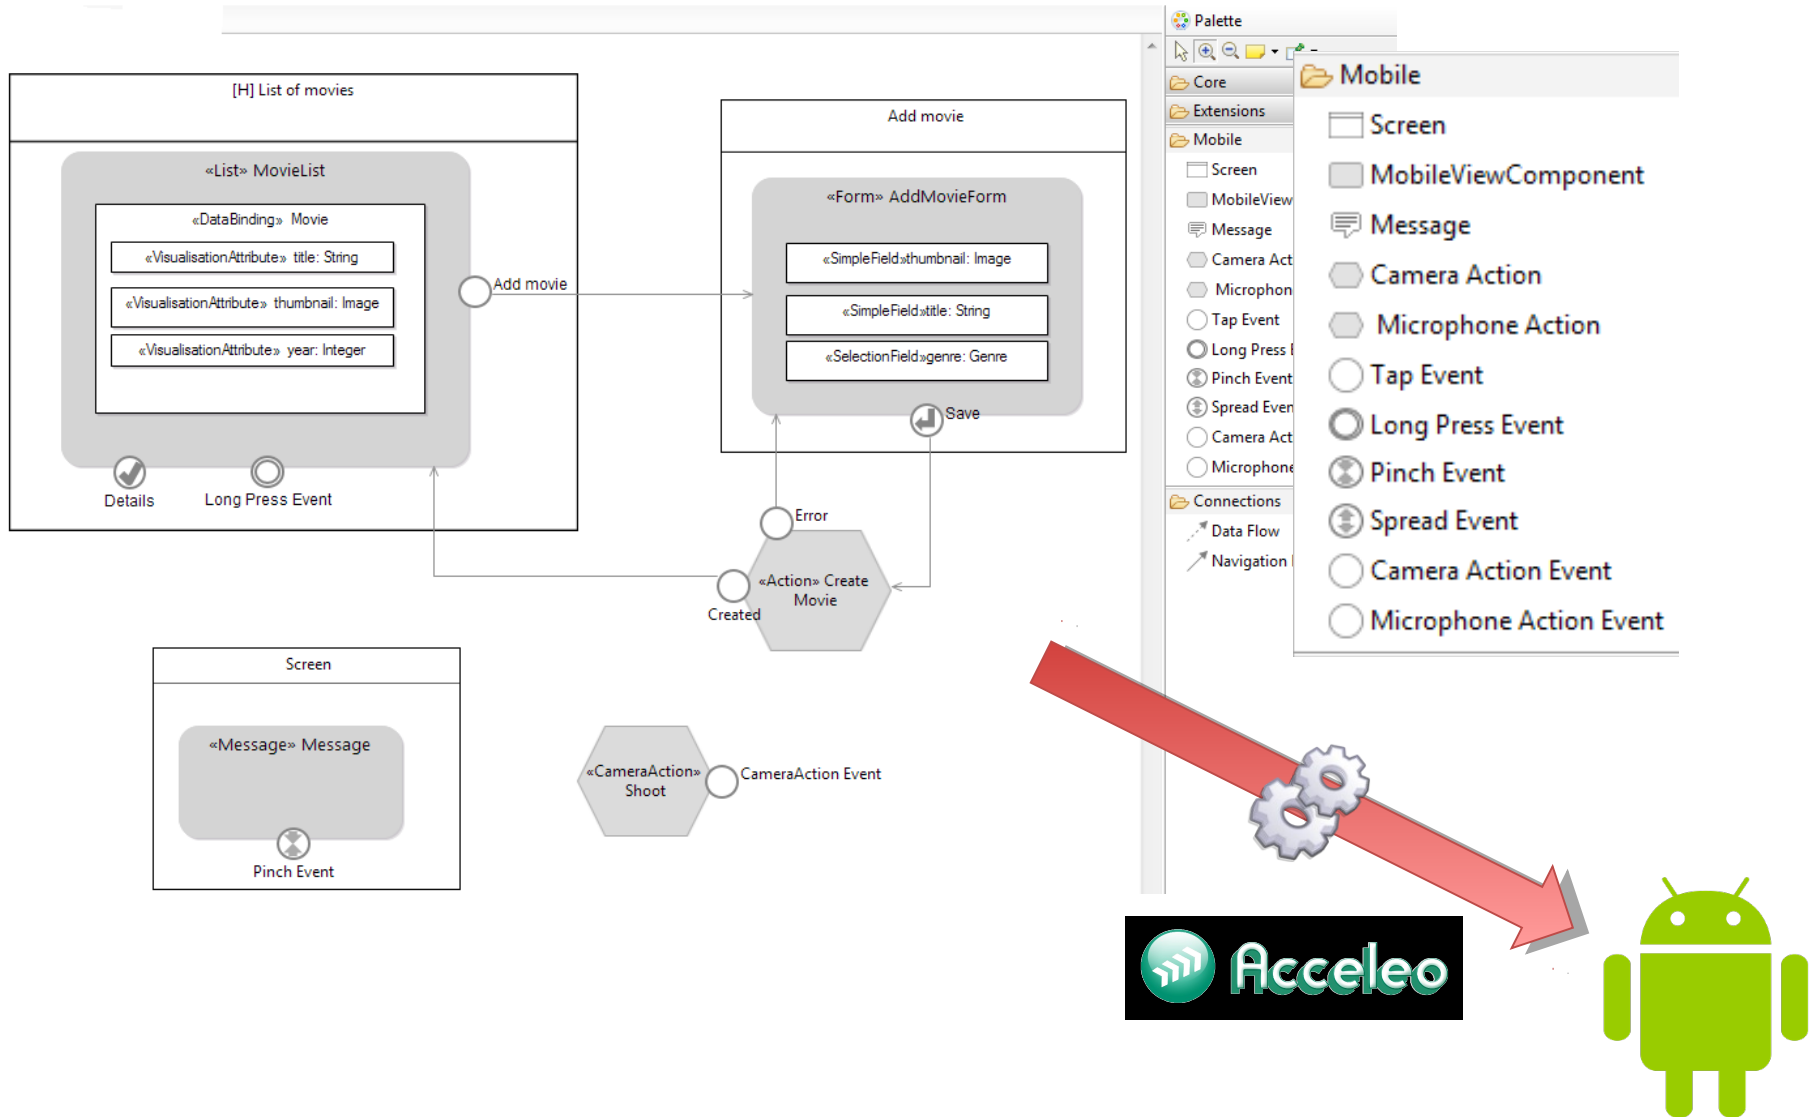 [H] List of movies
«List» MovieList
«DataBinding» Movie
«VisualisationAttribute» title: String
«VisualisationAttribute» thumbnail: Image
«VisualisationAttribute» year: Integer
Add movie
Details
Long Press Event
Add movie
«Form» AddMovieForm
«SimpleField»thumbnail: Image
«SimpleField»title: String
«SelectionField»genre: Genre
Save
Error
«Action» Create
Movie
Created
Screen
«Message» Message
Pinch Event
«CameraAction»
Shoot
CameraAction Event
Palette
Core
Extensions
Mobile
Screen
MobileView
Message
Camera Act
Microphon
Tap Event
Long Press E
Pinch Event
Spread Even
Camera Act
Microphone
Connections
Data Flow
Navigation
Mobile
Screen
MobileViewComponent
Message
Camera Action
Microphone Action
Tap Event
Long Press Event
Pinch Event
Spread Event
Camera Action Event
Microphone Action Event
Acceleo